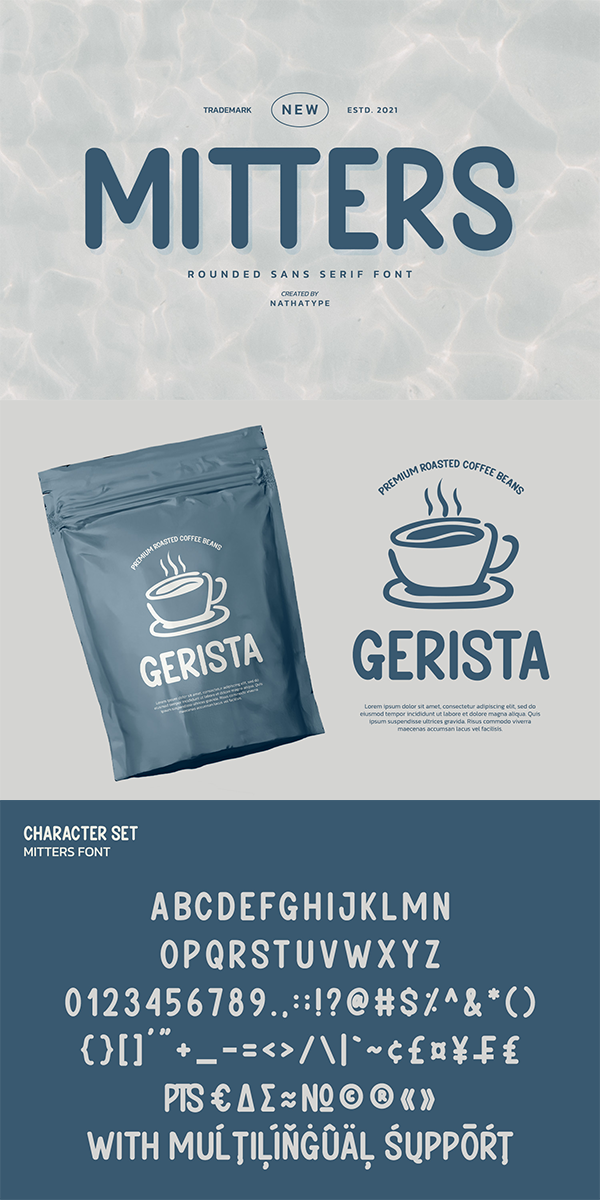 TRADEMARK NEW ESTD. 2021
MITTERS
ROUNDED SANS SERIF FONT
CREATED BY
NATHATYPE
PREMIUM ROASTED COFFEE BEANS
GERISTA
PREMIUM ROASTED COFFEE BEANS
GERISTA
Lorem ipsum dolor sit amet, consectetur adipiscing elit, sed do
eiusmod tempor incididunt ut labore et dolore magna aliqua. Quis
ipsum suspendisse ultrices gravida. Risus commodo viverra
maecenas accumsan lacus vel facilisis.
CHARACTER SET
MITTERS FONT
ABCDEFGHIJKLMN
OPQRSTUVWXYZ
0123456789.,:;!?@#$%^&*()
{}[]'"+_-=<>/\|`~¢£¤¥₣₤
₧€∆Σ≈№©®«»
WITH MUĻŢIĻÍŇĠÛÄĻ ŚŲPPŌŔŢ